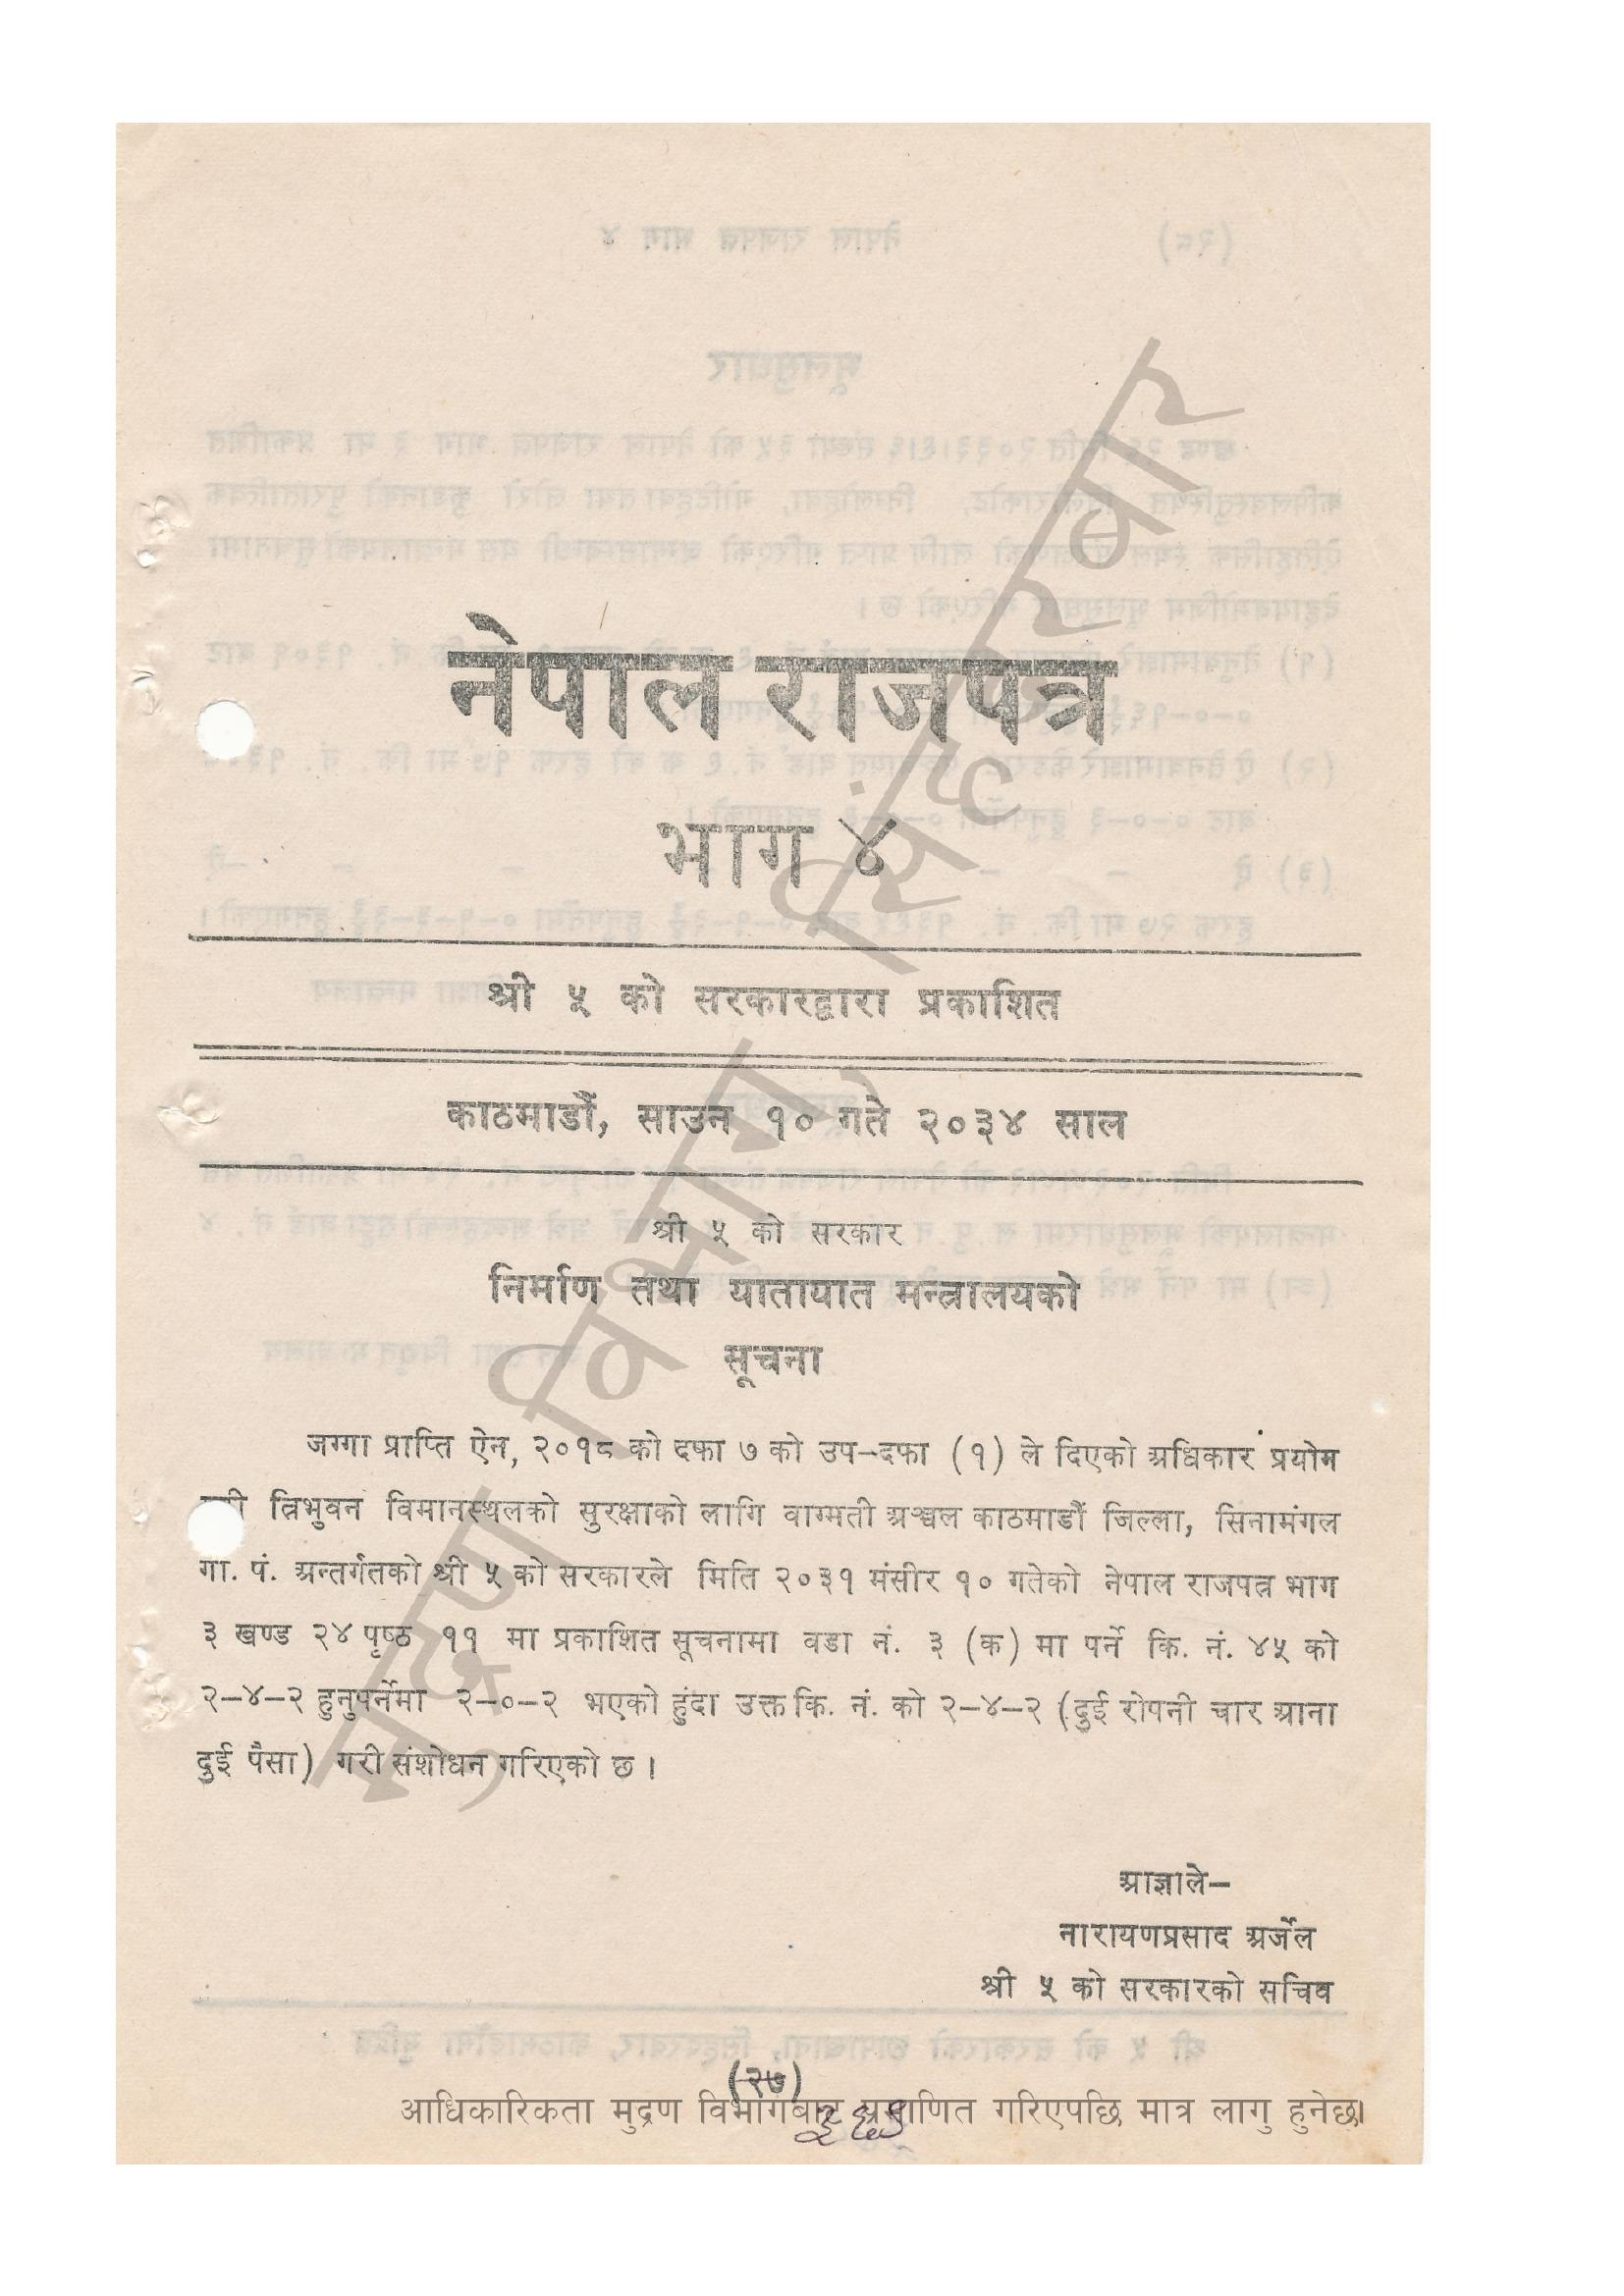 नेपाल राजपत्र
भाग ४
श्री ५ को सरकारद्वारा प्रकाशित
काठमाडौं, साउन १० गते २०३४ साल
श्री ५ को सरकार
निर्माण तथा यातायात मन्त्रालयको
सूचना
जग्गा प्राप्ति ऐन, २०१८ को दफा ७ को उप-दफा (१) ले दिएको अधिकार प्रयोग
त्रिभुवन विमानस्थलको सुरक्षाको लागि वाग्मती अञ्चल काठमाडौं जिल्ला, सिनामंगल
गा. पं. अन्तर्गतको श्री ५ को सरकारले मिति २०३१ मंसीर १० गतेको नेपाल राजपत्र भाग
३ खण्ड २४ पृष्ठ ११ मा प्रकाशित सूचनामा वडा नं. ३ (क) मा पर्ने कि. नं. ४५ को
२-४-२ हुनुपर्नेमा २-०-२ भएको हुंदा उक्त कि. नं. को २-४-२ (दुई रोपनी चार आना
दुई पैसा) गरी संशोधन गरिएको छ ।
आज्ञाले-
नारायणप्रसाद अर्जेल
श्री ५ को सरकारको सचिव
(२७)
आधिकारिकता मुद्रण विभागबाट प्रमाणित गरिएपछि मात्र लागु हुनेछ।
मुद्रण विभाग, सिंहदरबार